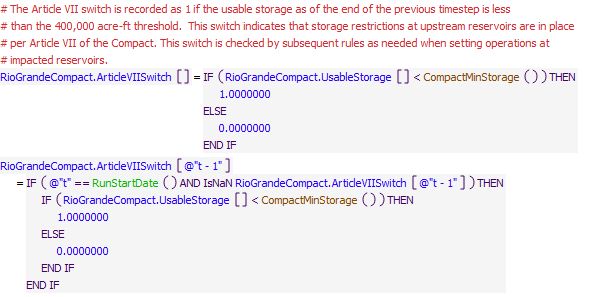 # The Article VII switch is recorded as 1 if the usable storage as of the end of the previous timestep is less
# than the 400,000 acre-ft threshold.  This switch indicates that storage restrictions at upstream reservoirs are in place
# per Article VII of the Compact. This switch is checked by subsequent rules as needed when setting operations at
# impacted reservoirs.
RioGrandeCompact.ArticleVIISwitch [] = IF ( RioGrandeCompact.UsableStorage [] < CompactMinStorage () ) THEN
1.0000000
ELSE
0.0000000
END IF
RioGrandeCompact.ArticleVIISwitch [ @"t - 1" ]
= IF ( @"t" == RunStartDate () AND IsNaN RioGrandeCompact.ArticleVIISwitch [ @"t - 1" ] ) THEN
IF ( RioGrandeCompact.UsableStorage [] < CompactMinStorage () ) THEN
1.0000000
ELSE
0.0000000
END IF
END IF